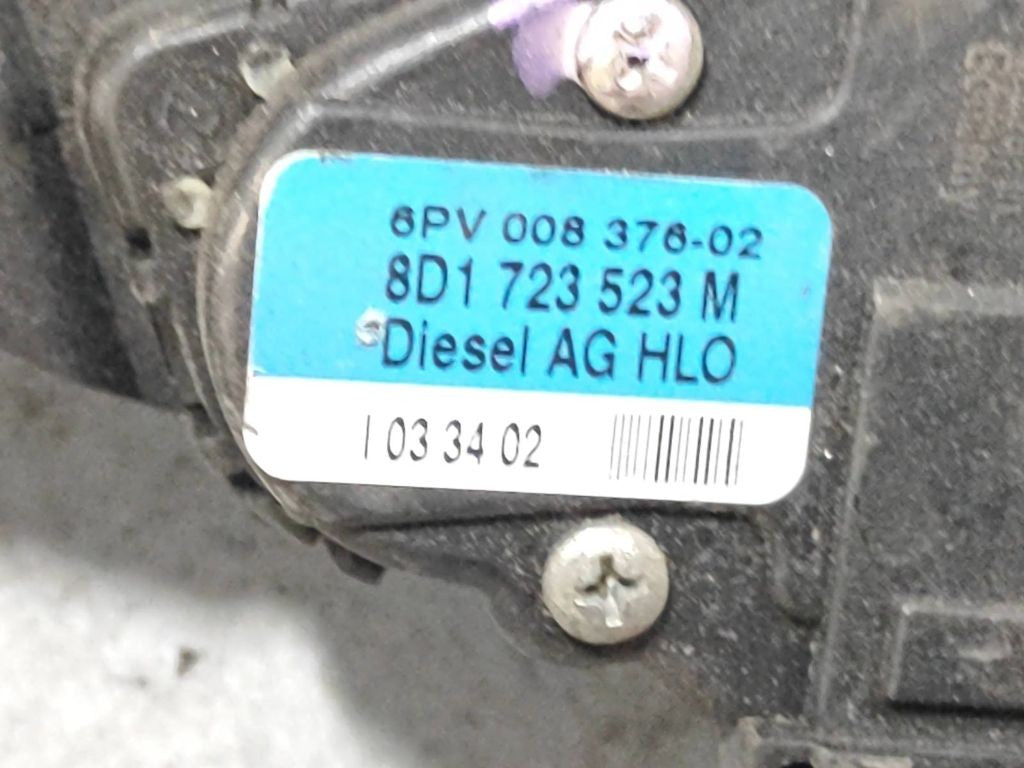 6PV 008 376-02
8D1 723 523 M
Diesel AG HLO
I 03 34 02